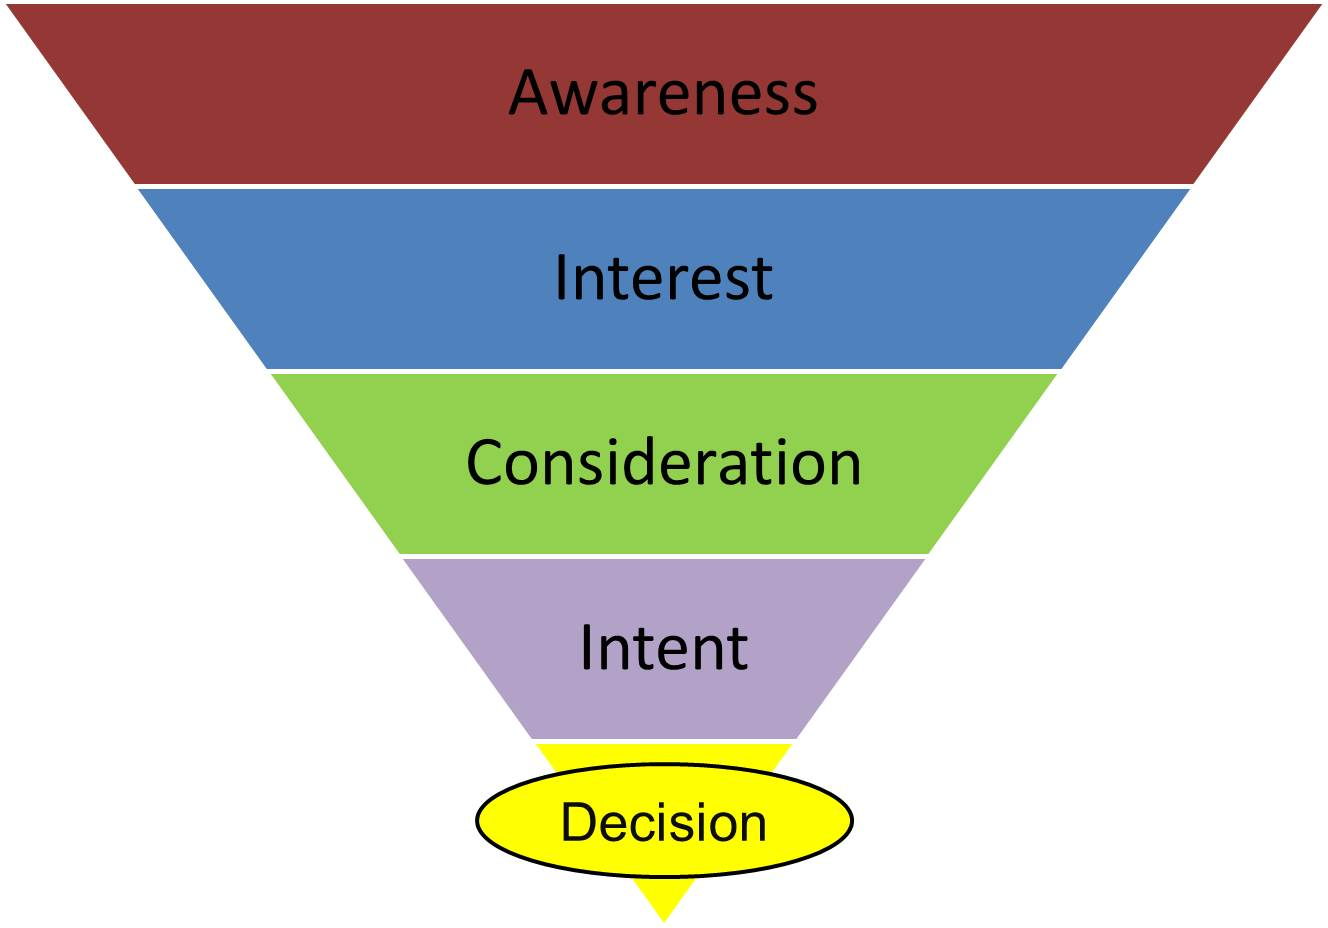 Awareness
Interest
Consideration
Intent
Decision